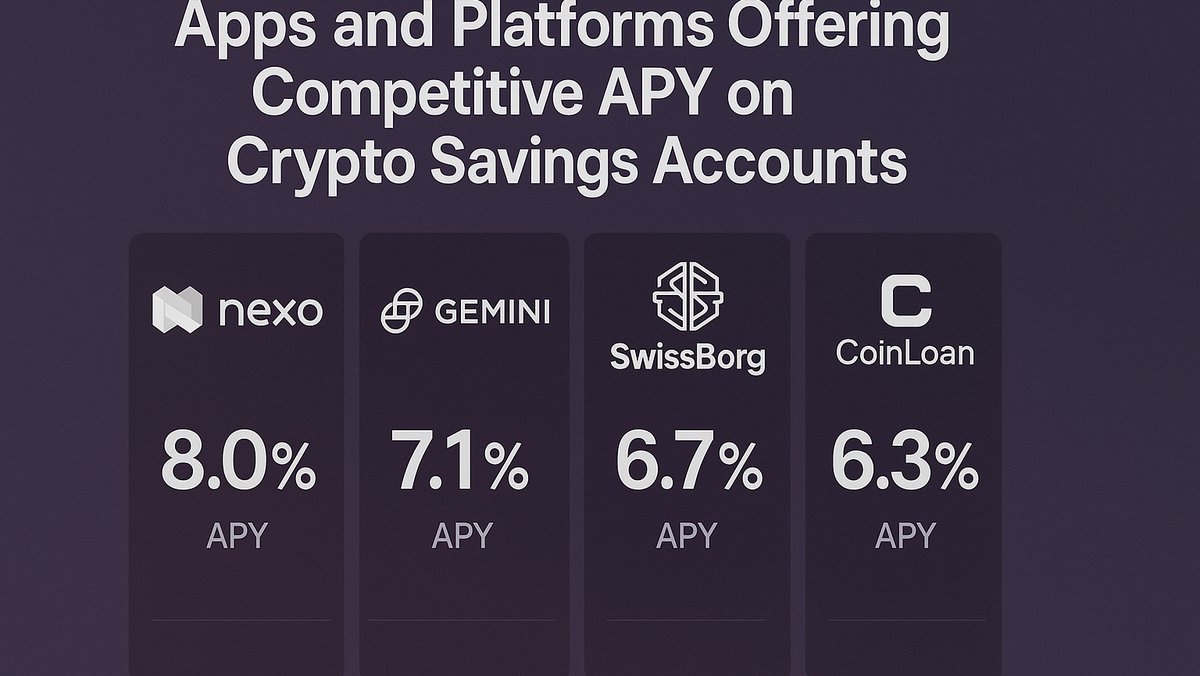 Apps and Platforms Offering
Competitive APY on
Crypto Savings Accounts
nexo
8.0%
APY
GEMINI
7.1%
APY
SwissBorg
6.7%
APY
CoinLoan
6.3%
APY